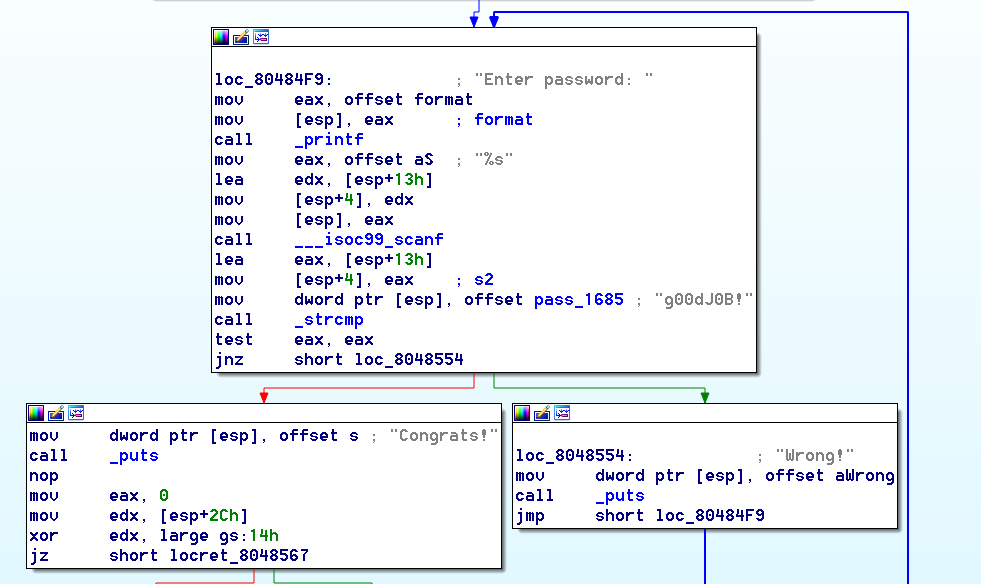 loc_80484F9: ; "Enter password: "
mov eax, offset format
mov [esp], eax ; format
call _printf
mov eax, offset aS ; "%s"
lea edx, [esp+13h]
mov [esp+4], edx
mov [esp], eax
call ___isoc99_scanf
lea eax, [esp+13h]
mov [esp+4], eax ; s2
mov dword ptr [esp], offset pass_1685 ; "g00dJ0B!"
call _strcmp
test eax, eax
jnz short loc_8048554
mov dword ptr [esp], offset s ; "Congrats!"
call _puts
nop
mov eax, 0
mov edx, [esp+2Ch]
xor edx, large gs:14h
jz short locret_8048567
loc_8048554: ; "Wrong!"
mov dword ptr [esp], offset aWrong
call _puts
jmp short loc_80484F9